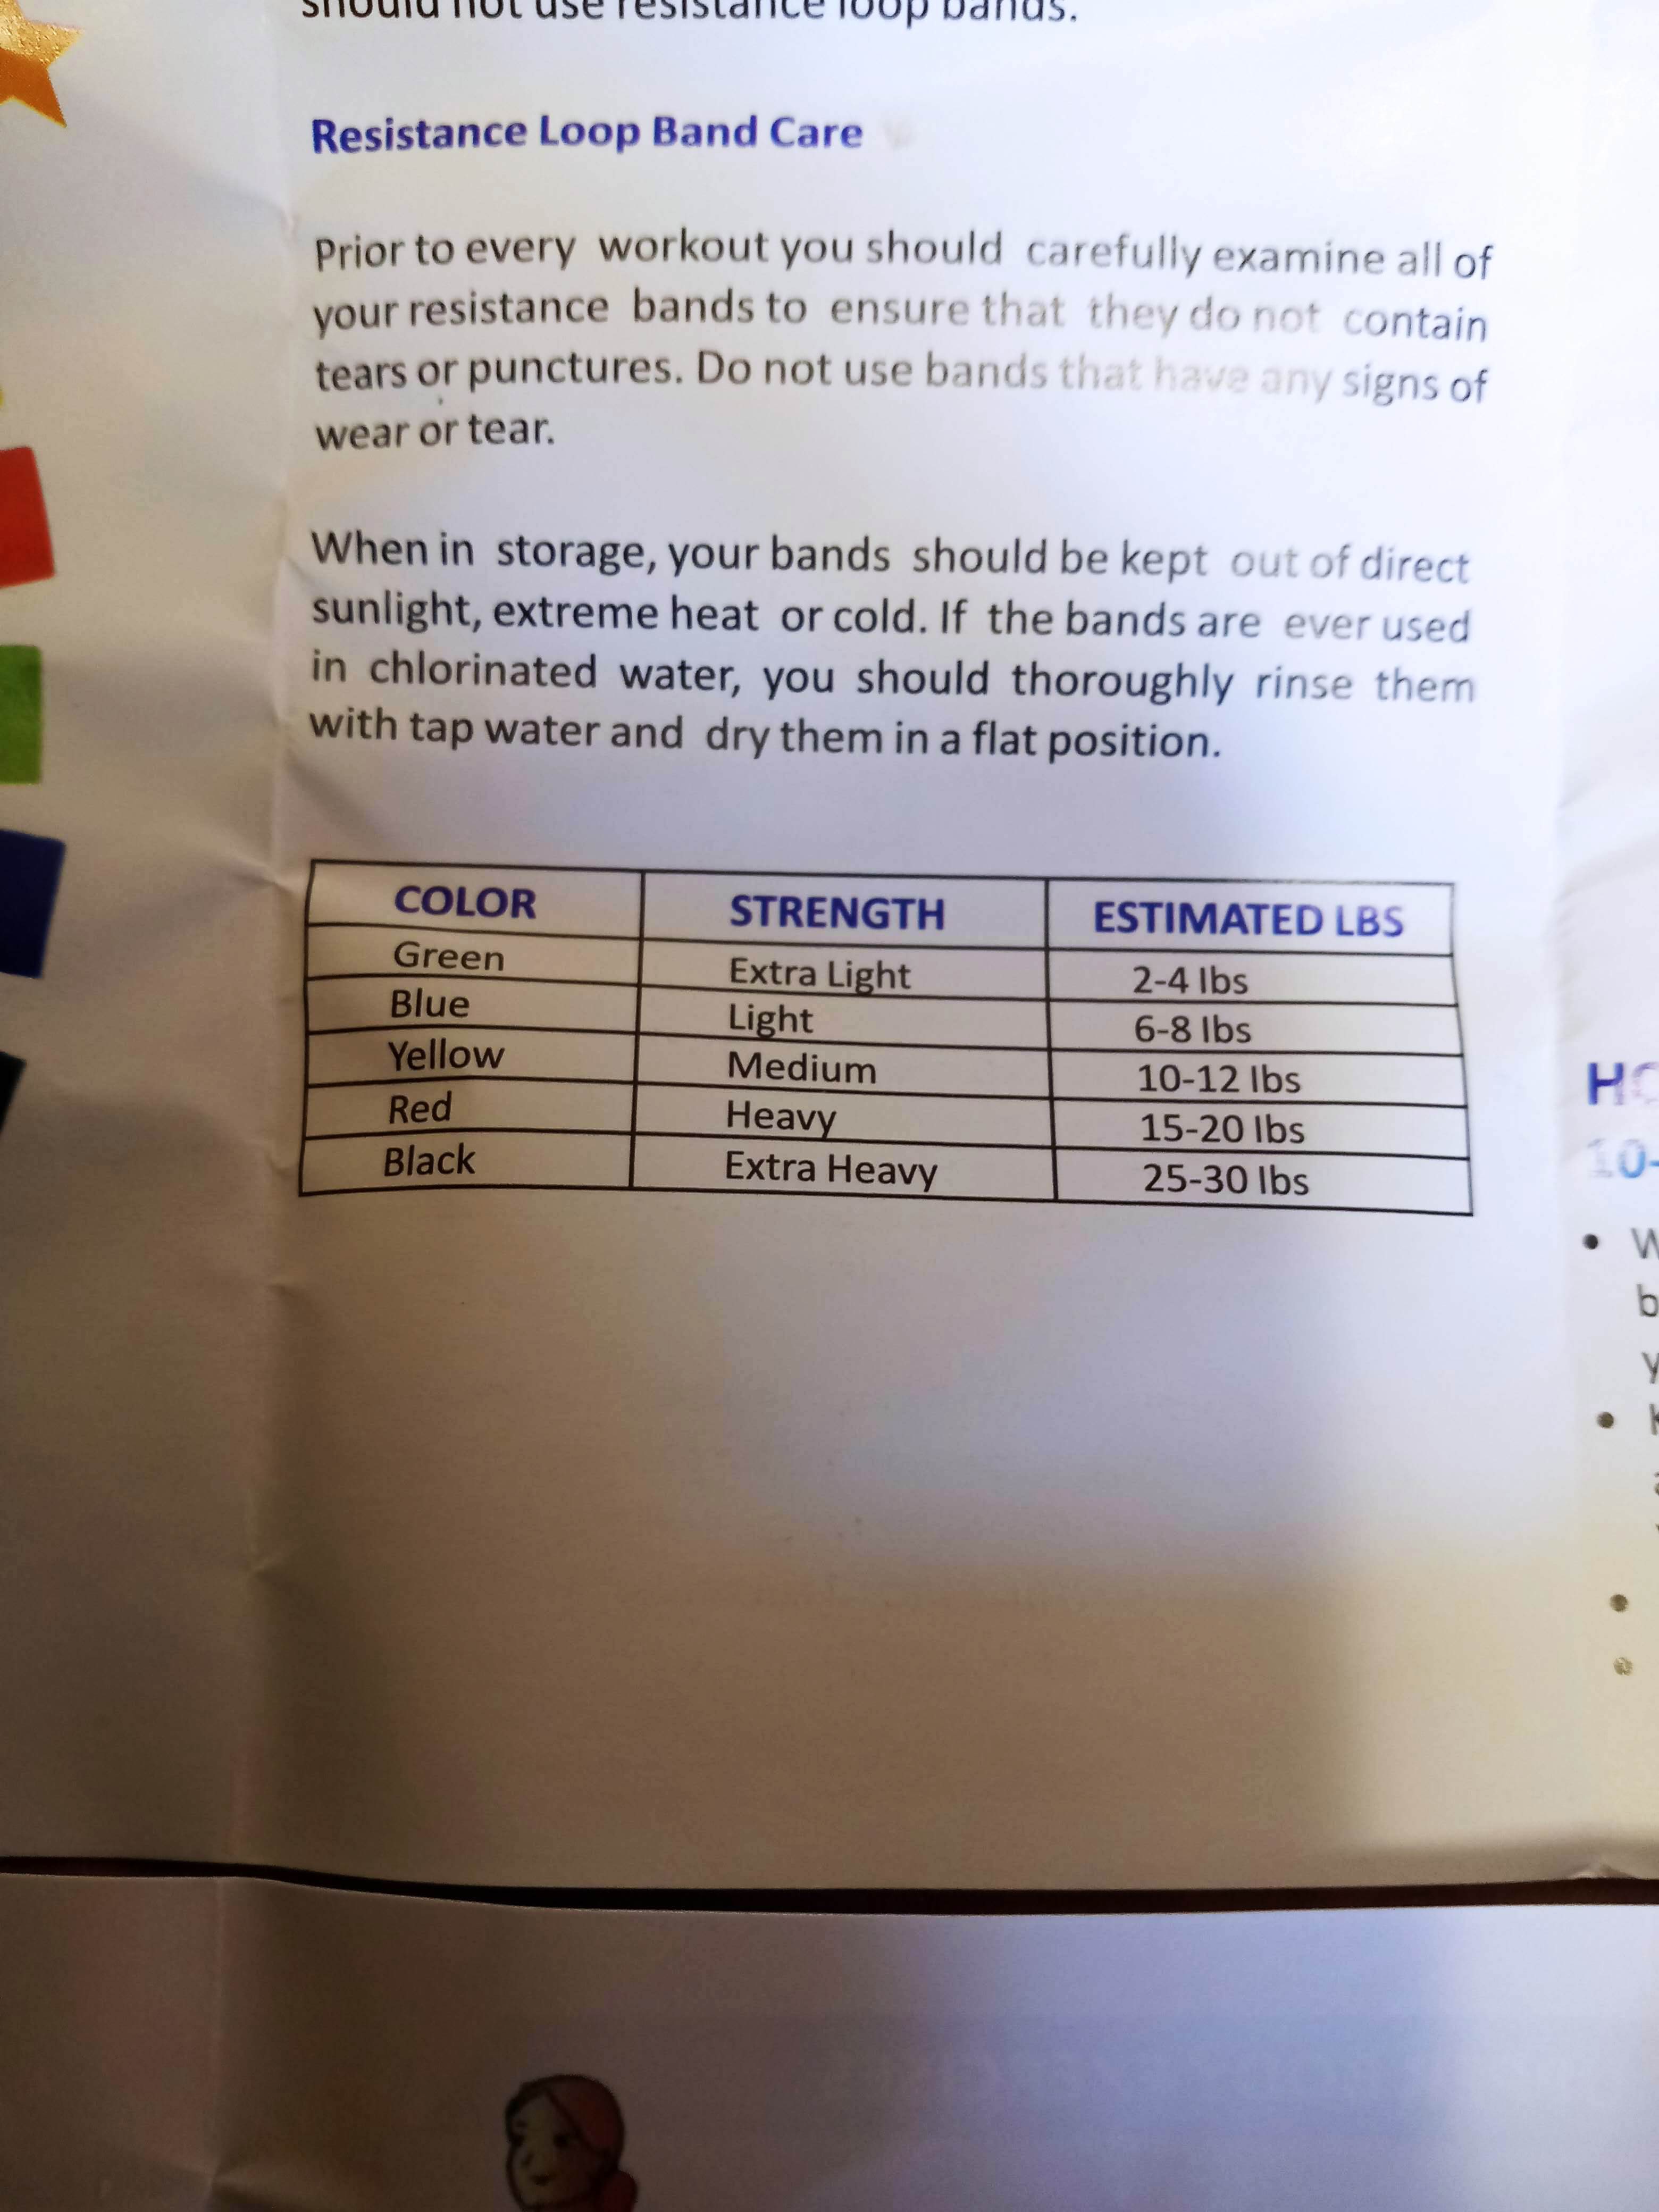 should not use resistance loop bands.
Resistance Loop Band Care
Prior to every workout you should carefully examine all of
your resistance bands to ensure that they do not contain
tears or punctures. Do not use bands that have any signs of
wear or tear.
When in storage, your bands should be kept out of direct
sunlight, extreme heat or cold. If the bands are ever used
in chlorinated water, you should thoroughly rinse them
with tap water and dry them in a flat position.
COLOR STRENGTH ESTIMATED LBS
Green Extra Light 2-4 lbs
Blue Light 6-8 lbs
Yellow Medium 10-12 lbs
Red Heavy 15-20 lbs
Black Extra Heavy 25-30 lbs
10-